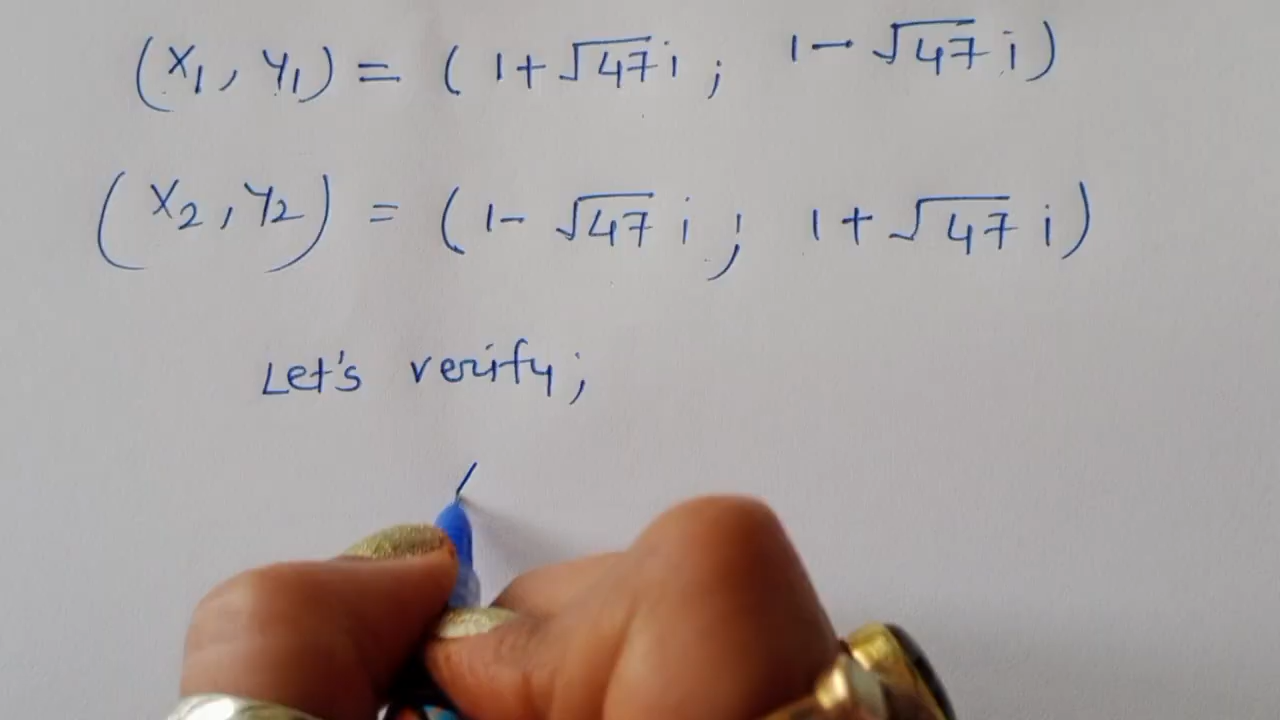 (x₁, y₁) = (1+√47 i ; 1-√47 i)
(x₂, y₂) = (1-√47 i ; 1+√47 i)
Let's verify;